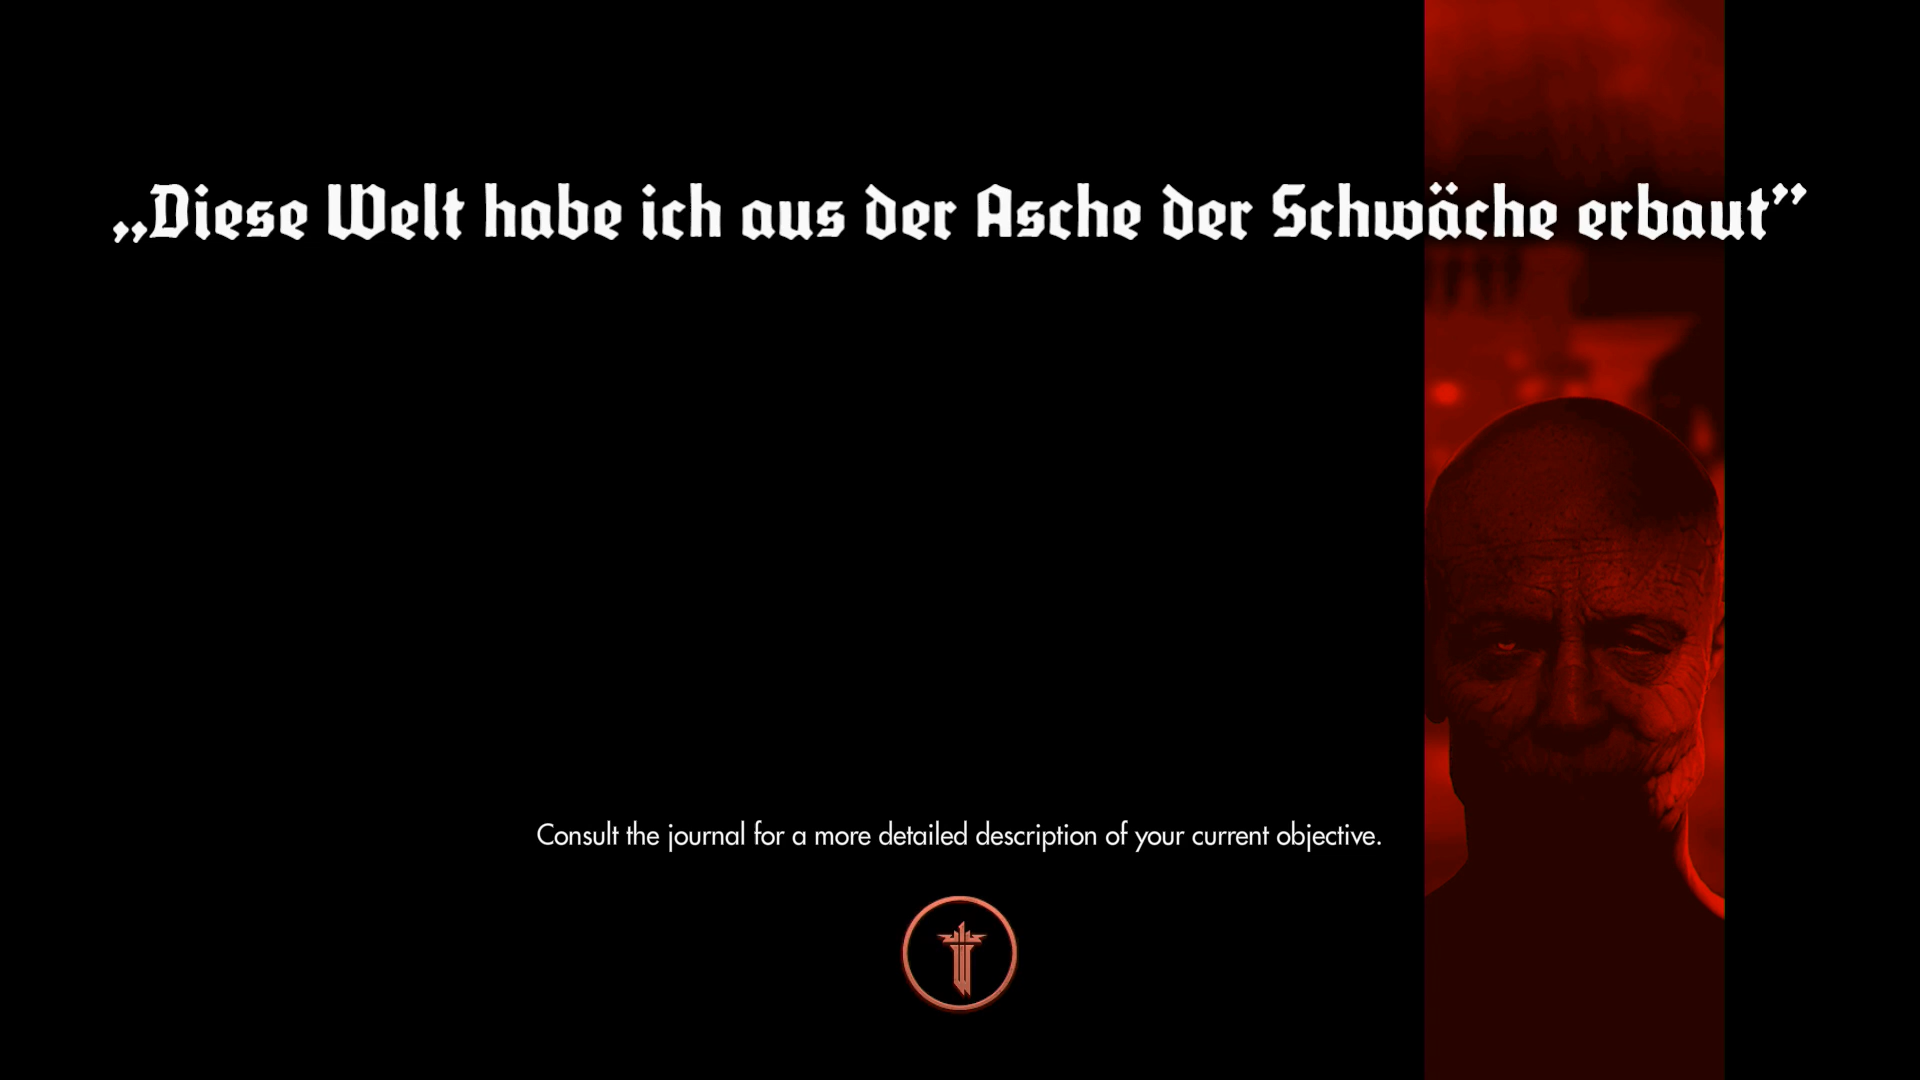 „Diese Welt habe ich aus der Asche der Schwäche erbaut”
Consult the journal for a more detailed description of your current objective.